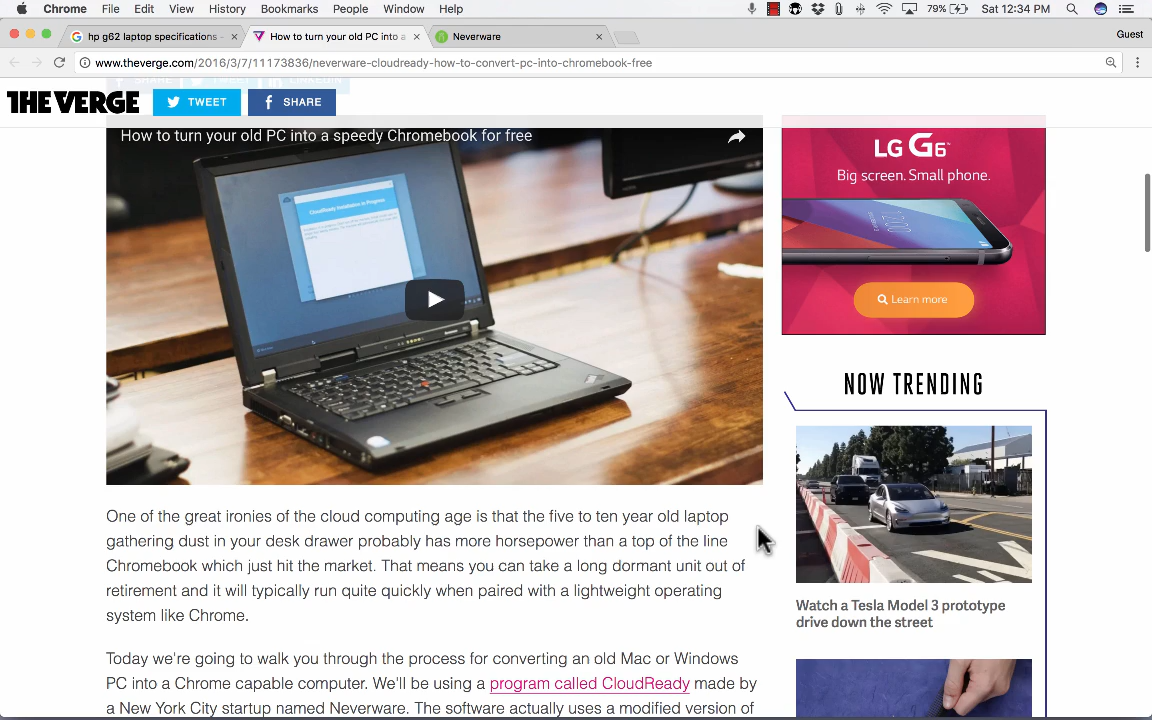 Chrome File Edit View History Bookmarks People Window Help 79% Sat 12:34 PM
hp g62 laptop specifications - How to turn your old PC into a Neverware Guest
www.theverge.com/2016/3/7/11173836/neverware-cloudready-how-to-convert-pc-into-chromebook-free
THE VERGE TWEET SHARE
How to turn your old PC into a speedy Chromebook for free
CloudReady Installation in Progress
LG G6
Big screen. Small phone.
12:00
Learn more
NOW TRENDING
Watch a Tesla Model 3 prototype
drive down the street
One of the great ironies of the cloud computing age is that the five to ten year old laptop
gathering dust in your desk drawer probably has more horsepower than a top of the line
Chromebook which just hit the market. That means you can take a long dormant unit out of
retirement and it will typically run quite quickly when paired with a lightweight operating
system like Chrome.
Today we're going to walk you through the process for converting an old Mac or Windows
PC into a Chrome capable computer. We'll be using a program called CloudReady made by
a New York City startup named Neverware. The software actually uses a modified version of